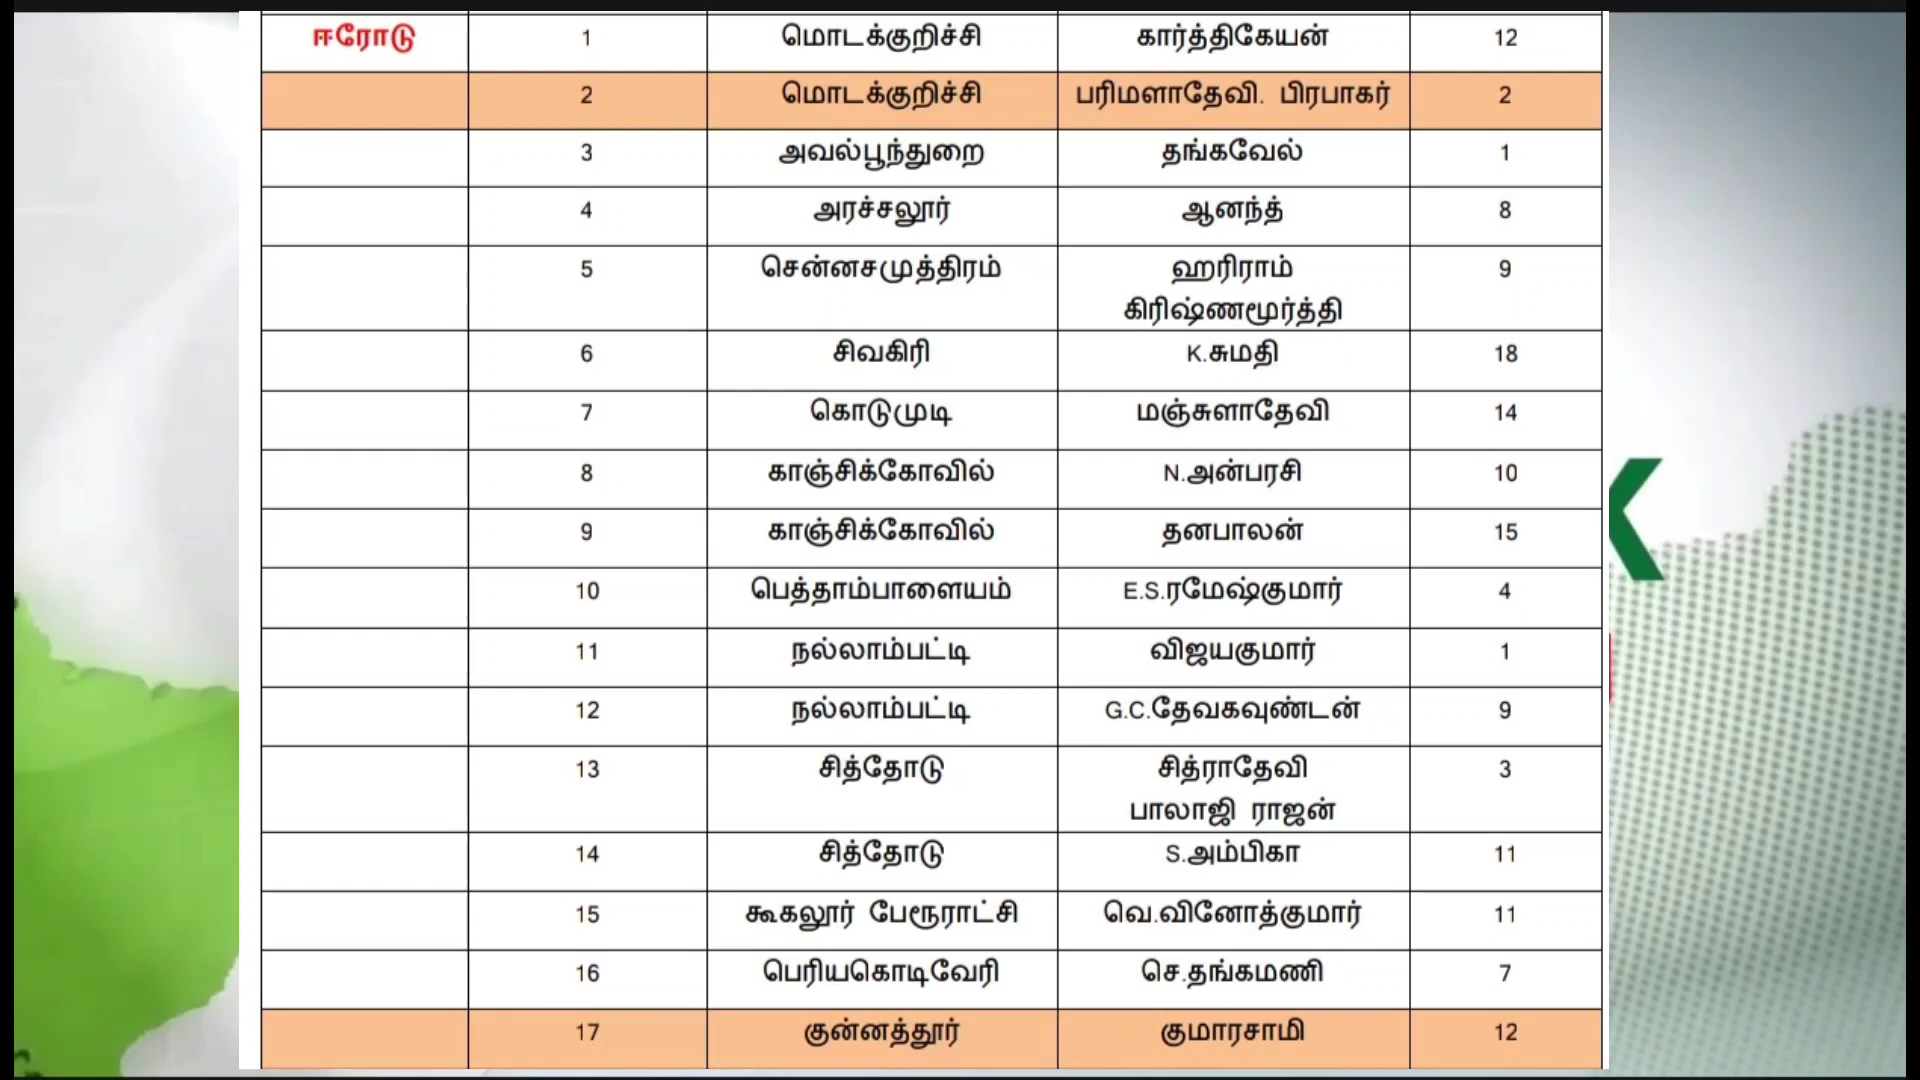 ஈரோடு 1 மொடக்குறிச்சி கார்த்திகேயன் 12
2 மொடக்குறிச்சி பரிமளாதேவி. பிரபாகர் 2
3 அவல்பூந்துறை தங்கவேல் 1
4 அரச்சலூர் ஆனந்த் 8
5 சென்னசமுத்திரம் ஹரிராம் 9
கிரிஷ்ணமூர்த்தி
6 சிவகிரி K.சுமதி 18
7 கொடுமுடி மஞ்சுளாதேவி 14
8 காஞ்சிக்கோவில் N.அன்பரசி 10
9 காஞ்சிக்கோவில் தனபாலன் 15
10 பெத்தாம்பாளையம் E.S.ரமேஷ்குமார் 4
11 நல்லாம்பட்டி விஜயகுமார் 1
12 நல்லாம்பட்டி G.C.தேவகவுண்டன் 9
13 சித்தோடு சித்ராதேவி 3
பாலாஜி ராஜன்
14 சித்தோடு S.அம்பிகா 11
15 கூகலூர் பேரூராட்சி வெ.வினோத்குமார் 11
16 பெரியகொடிவேரி செ.தங்கமணி 7
17 குன்னத்தூர் குமாரசாமி 12